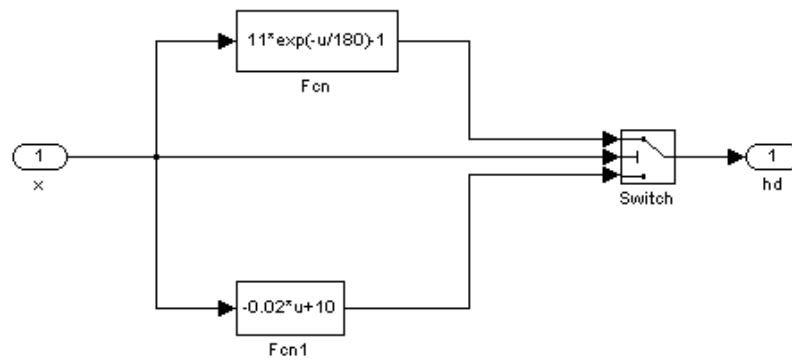 11*exp(-u/180)-1
Fcn
1
x
Switch
1
hd
-0.02*u+10
Fcn1